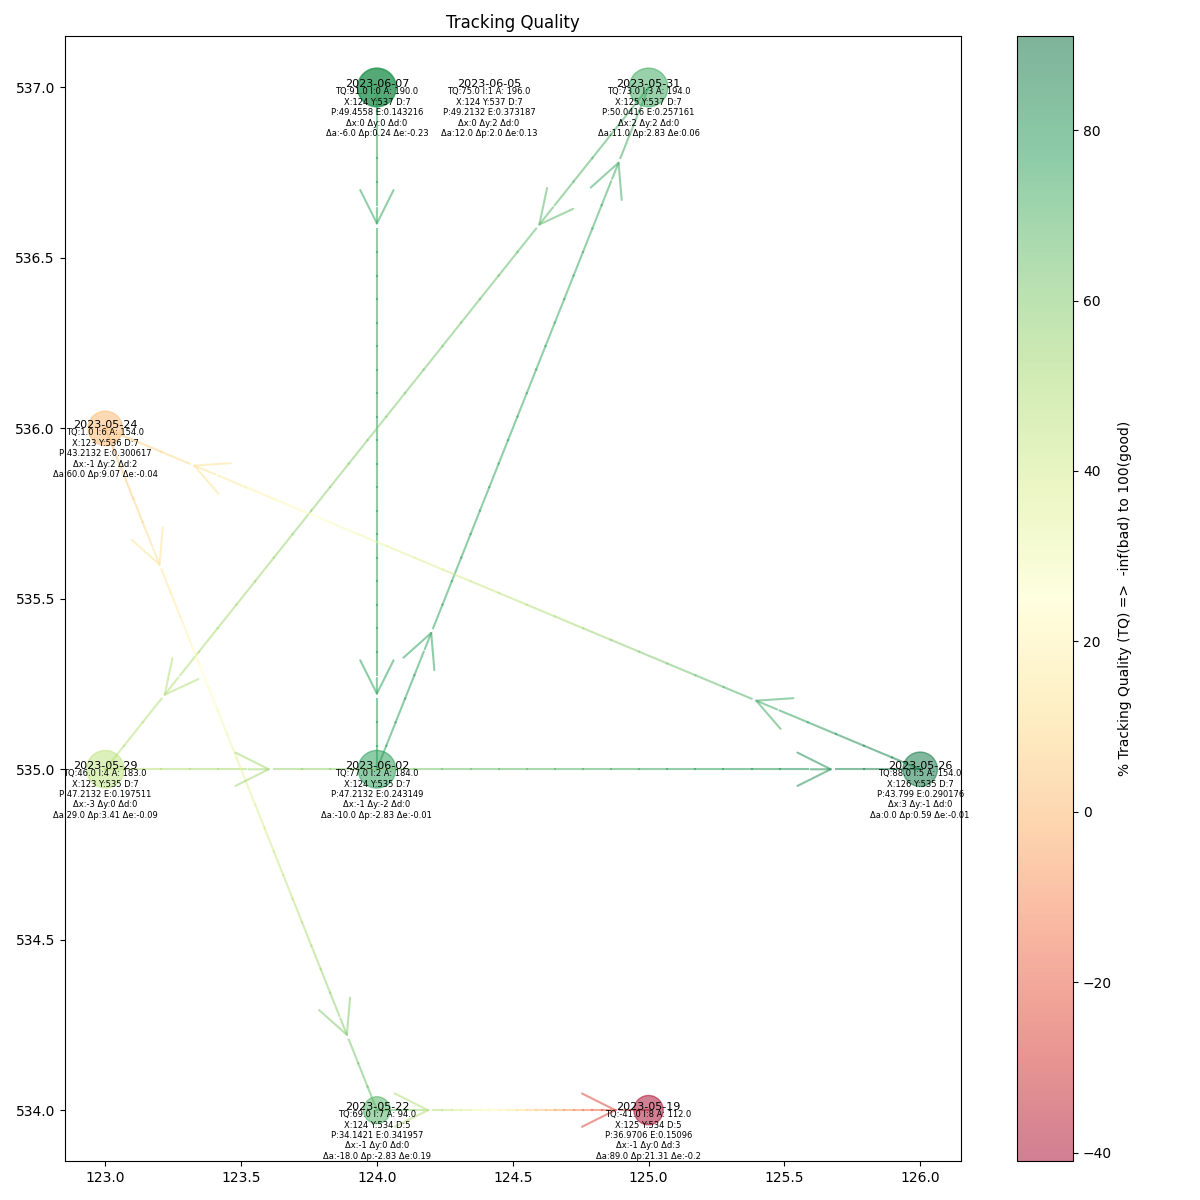 Tracking Quality
537.0
536.5
536.0
535.5
535.0
534.5
534.0
2023-06-07
TQ:91.0 I:0 A: 190.0
X:124 Y:537 D:7
P:49.4558 E:0.143216
Δx:0 Δy:0 Δd:0
Δa:-6.0 Δp:0.24 Δe:-0.23
2023-06-05
TQ:75.0 I:1 A: 196.0
X:124 Y:537 D:7
P:49.2132 E:0.373187
Δx:0 Δy:2 Δd:0
Δa:12.0 Δp:2.0 Δe:0.13
2023-05-31
TQ:73.0 I:3 A: 194.0
X:125 Y:537 D:7
P:50.0416 E:0.257161
Δx:2 Δy:2 Δd:0
Δa:11.0 Δp:2.83 Δe:0.06
2023-05-24
TQ:1.0 I:6 A: 154.0
X:123 Y:536 D:7
P:43.2132 E:0.300617
Δx:-1 Δy:2 Δd:2
Δa:60.0 Δp:9.07 Δe:-0.04
2023-05-29
TQ:46.0 I:4 A: 183.0
X:123 Y:535 D:7
P:47.2132 E:0.197511
Δx:-3 Δy:0 Δd:0
Δa:29.0 Δp:3.41 Δe:-0.09
2023-06-02
TQ:77.0 I:2 A: 184.0
X:124 Y:535 D:7
P:47.2132 E:0.243149
Δx:-1 Δy:-2 Δd:0
Δa:-10.0 Δp:-2.83 Δe:-0.01
2023-05-26
TQ:88.0 I:5 A: 154.0
X:126 Y:535 D:7
P:43.799 E:0.290176
Δx:3 Δy:-1 Δd:0
Δa:0.0 Δp:0.59 Δe:-0.01
2023-05-22
TQ:69.0 I:7 A: 94.0
X:124 Y:534 D:5
P:34.1421 E:0.341957
Δx:-1 Δy:0 Δd:0
Δa:-18.0 Δp:-2.83 Δe:0.19
2023-05-19
TQ:-41.0 I:8 A: 112.0
X:125 Y:534 D:5
P:36.9706 E:0.15096
Δx:-1 Δy:0 Δd:3
Δa:89.0 Δp:21.31 Δe:-0.2
123.0
123.5
124.0
124.5
125.0
125.5
126.0
80
60
40
20
0
−20
−40
% Tracking Quality (TQ) =>  -inf(bad) to 100(good)